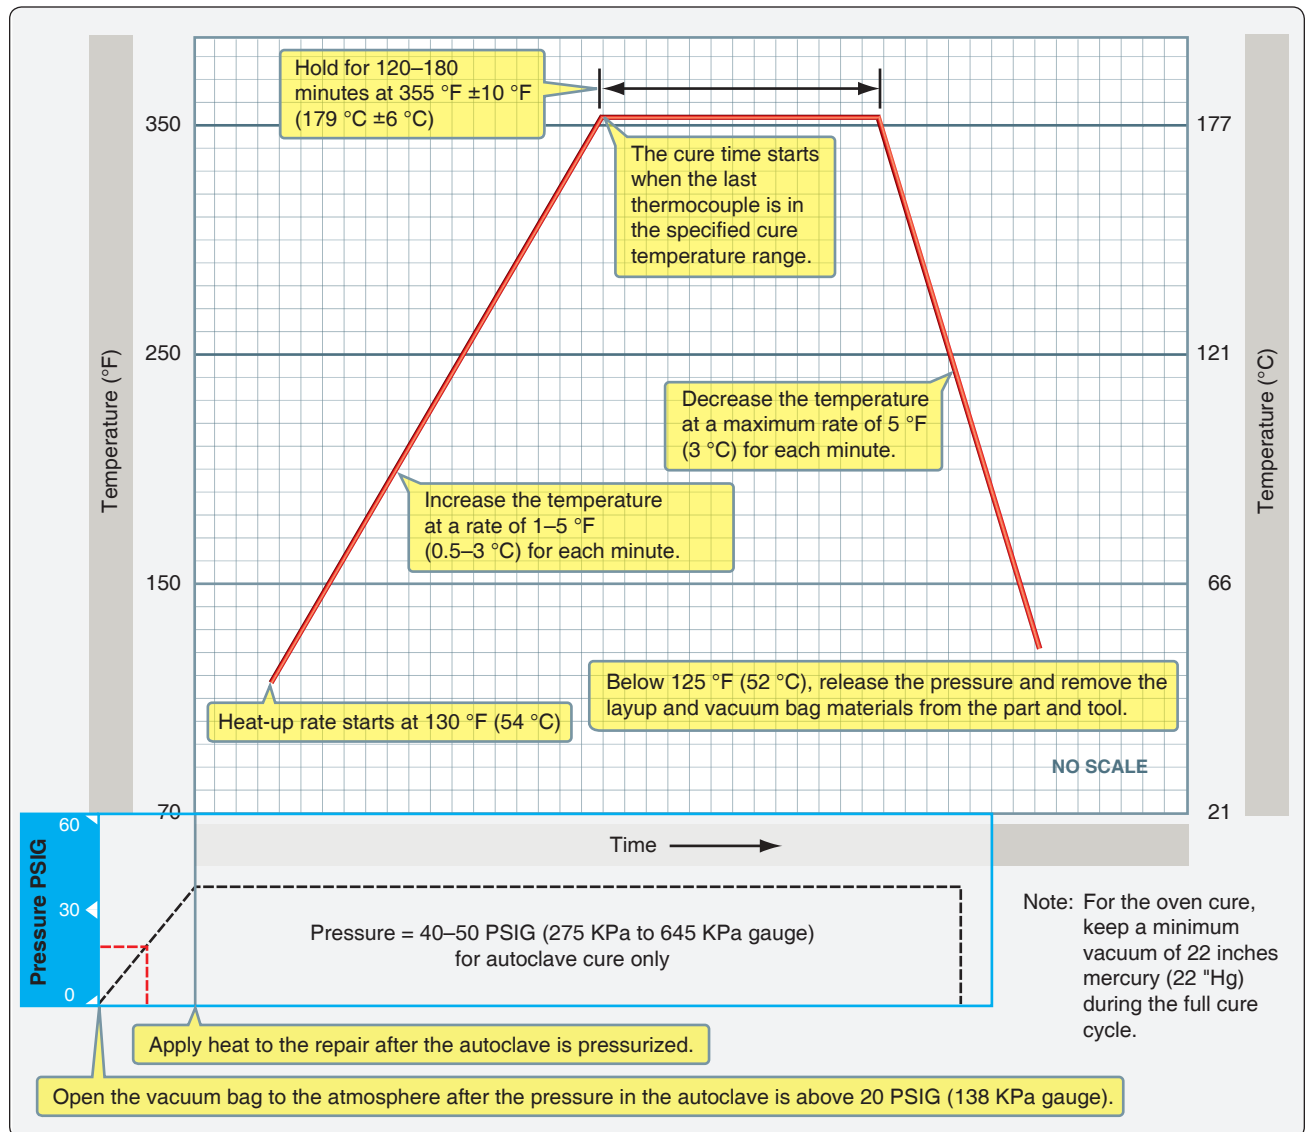 Hold for 120–180
minutes at 355 °F ±10 °F
(179 °C ±6 °C)
350
177
The cure time starts
when the last
thermocouple is in
the specified cure
temperature range.
Temperature (°F)
250
121
Temperature (°C)
Decrease the temperature
at a maximum rate of 5 °F
(3 °C) for each minute.
Increase the temperature
at a rate of 1–5 °F
(0.5–3 °C) for each minute.
150
66
Below 125 °F (52 °C), release the pressure and remove the
layup and vacuum bag materials from the part and tool.
Heat-up rate starts at 130 °F (54 °C)
NO SCALE
70
21
Pressure PSIG
60
30
0
Time
Pressure = 40–50 PSIG (275 KPa to 645 KPa gauge)
for autoclave cure only
Note: For the oven cure,
keep a minimum
vacuum of 22 inches
mercury (22 "Hg)
during the full cure
cycle.
Apply heat to the repair after the autoclave is pressurized.
Open the vacuum bag to the atmosphere after the pressure in the autoclave is above 20 PSIG (138 KPa gauge).